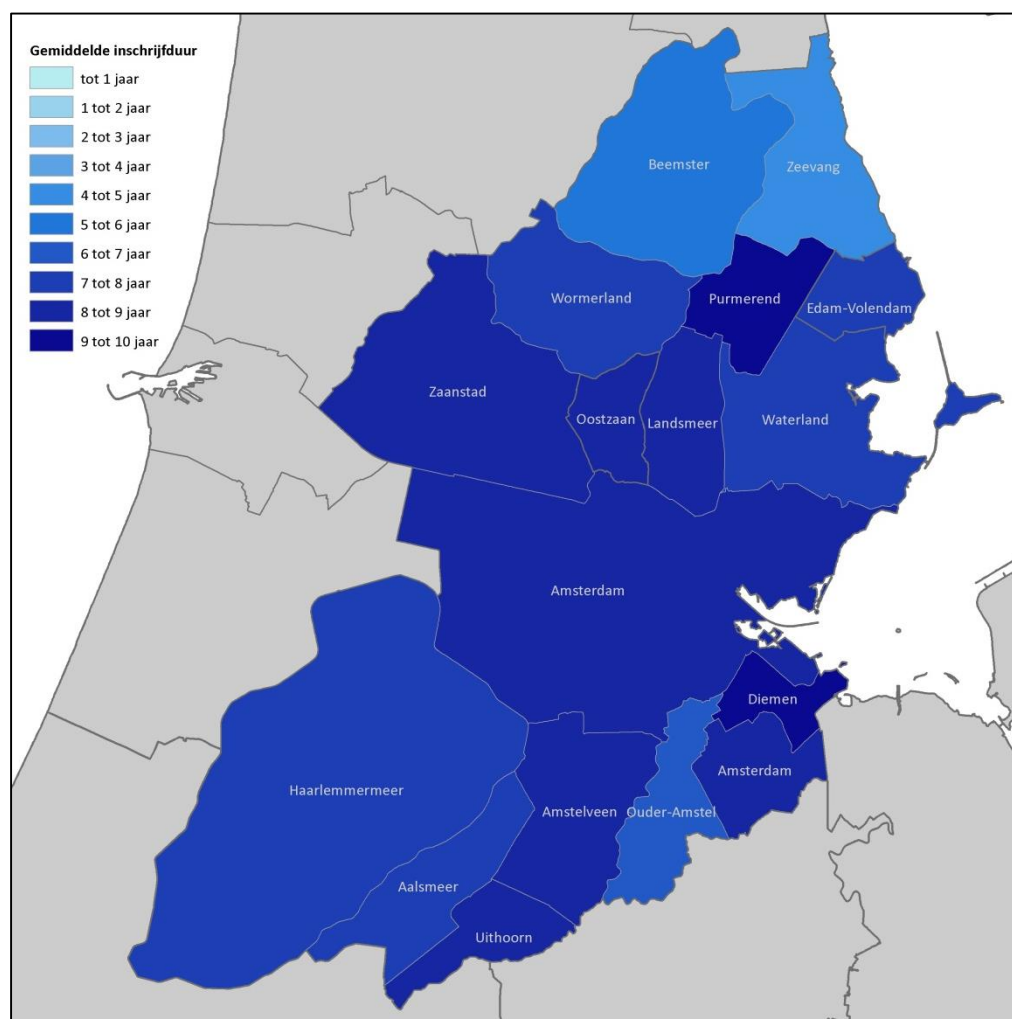 Gemiddelde inschrijfduur
tot 1 jaar
1 tot 2 jaar
2 tot 3 jaar
3 tot 4 jaar
4 tot 5 jaar
5 tot 6 jaar
6 tot 7 jaar
7 tot 8 jaar
8 tot 9 jaar
9 tot 10 jaar
Beemster
Zeevang
Wormerland
Purmerend
Edam-Volendam
Zaanstad
Oostzaan
Landsmeer
Waterland
Amsterdam
Diemen
Amsterdam
Haarlemmermeer
Amstelveen
Ouder-Amstel
Aalsmeer
Uithoorn